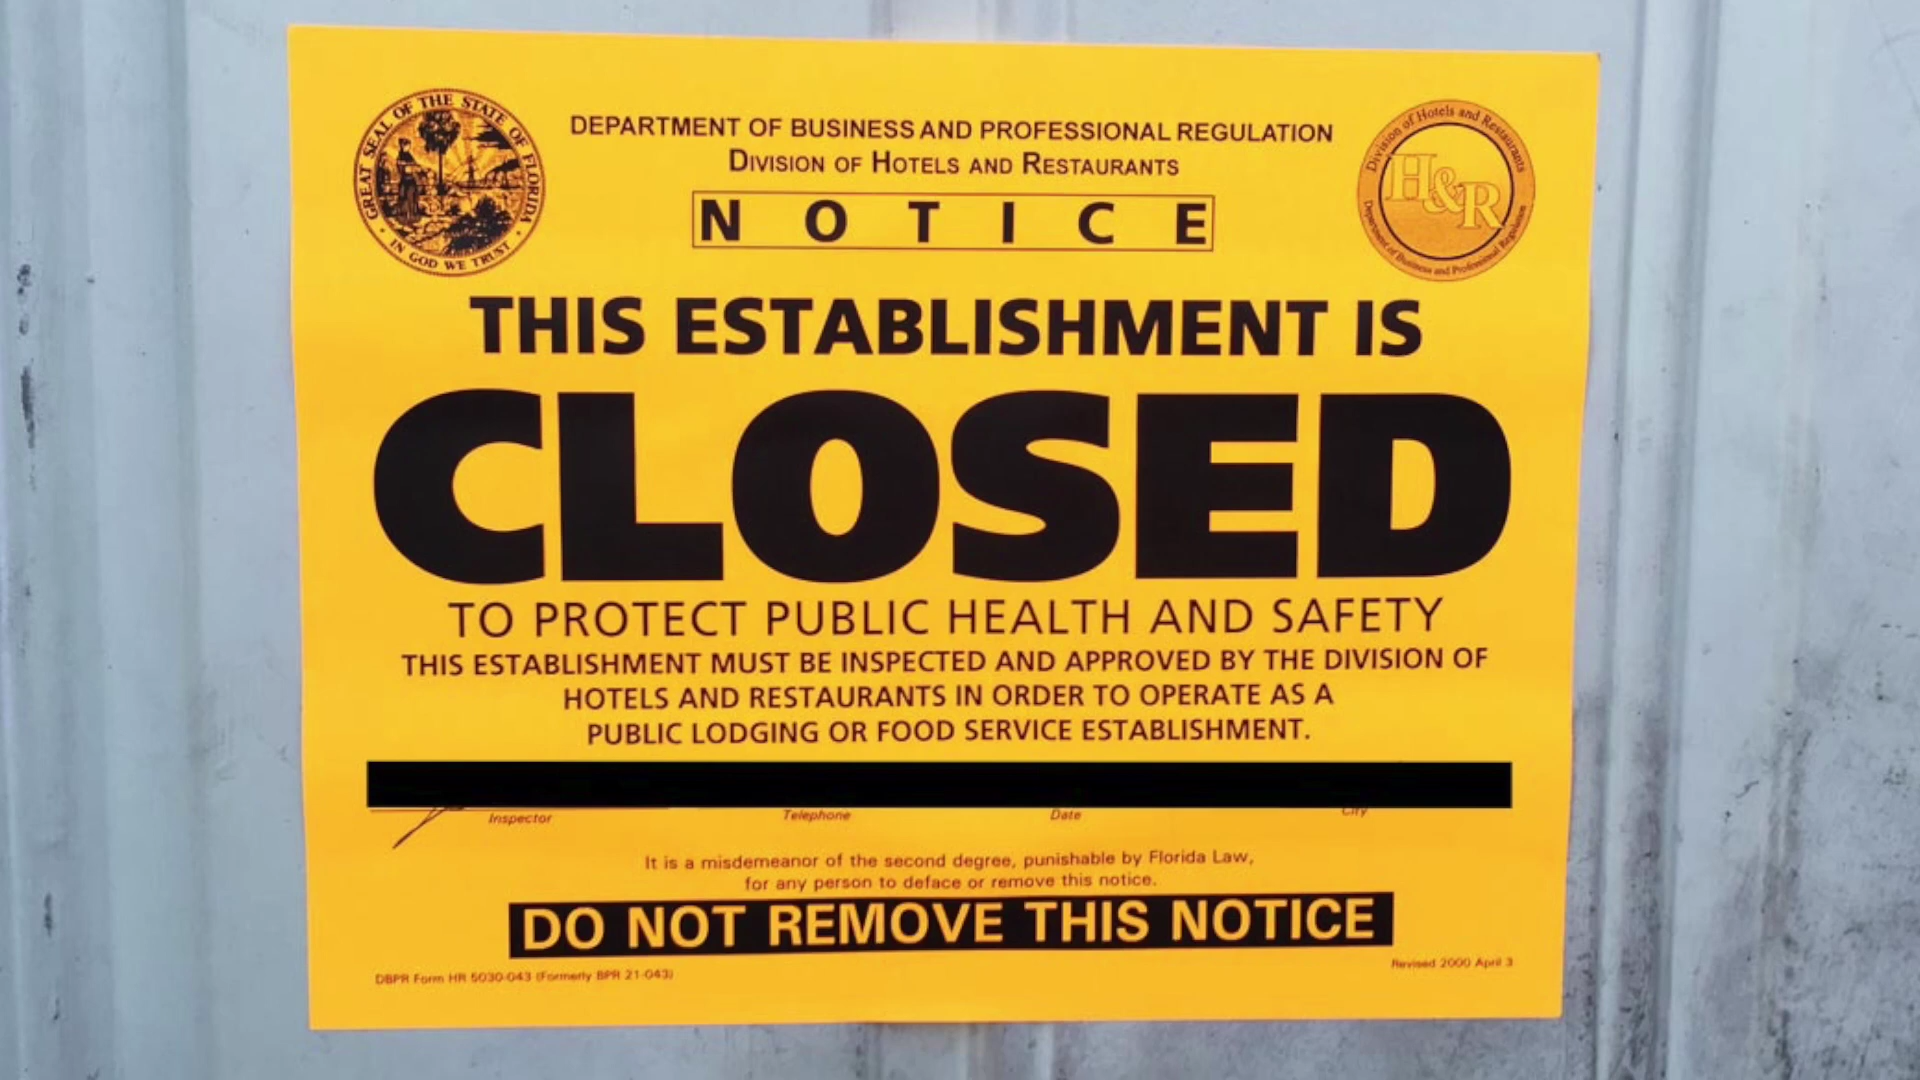 GREAT SEAL OF THE STATE OF FLORIDA
IN GOD WE TRUST
DEPARTMENT OF BUSINESS AND PROFESSIONAL REGULATION
DIVISION OF HOTELS AND RESTAURANTS
NOTICE
Division of Hotels and Restaurants
H&R
Department of Business and Professional Regulation
THIS ESTABLISHMENT IS
CLOSED
TO PROTECT PUBLIC HEALTH AND SAFETY
THIS ESTABLISHMENT MUST BE INSPECTED AND APPROVED BY THE DIVISION OF
HOTELS AND RESTAURANTS IN ORDER TO OPERATE AS A
PUBLIC LODGING OR FOOD SERVICE ESTABLISHMENT.
Inspector Telephone Date City
It is a misdemeanor of the second degree, punishable by Florida Law,
for any person to deface or remove this notice.
DO NOT REMOVE THIS NOTICE
DBPR Form HR 5030-043 (Formerly BPR 21-043) Revised 2000 April 3